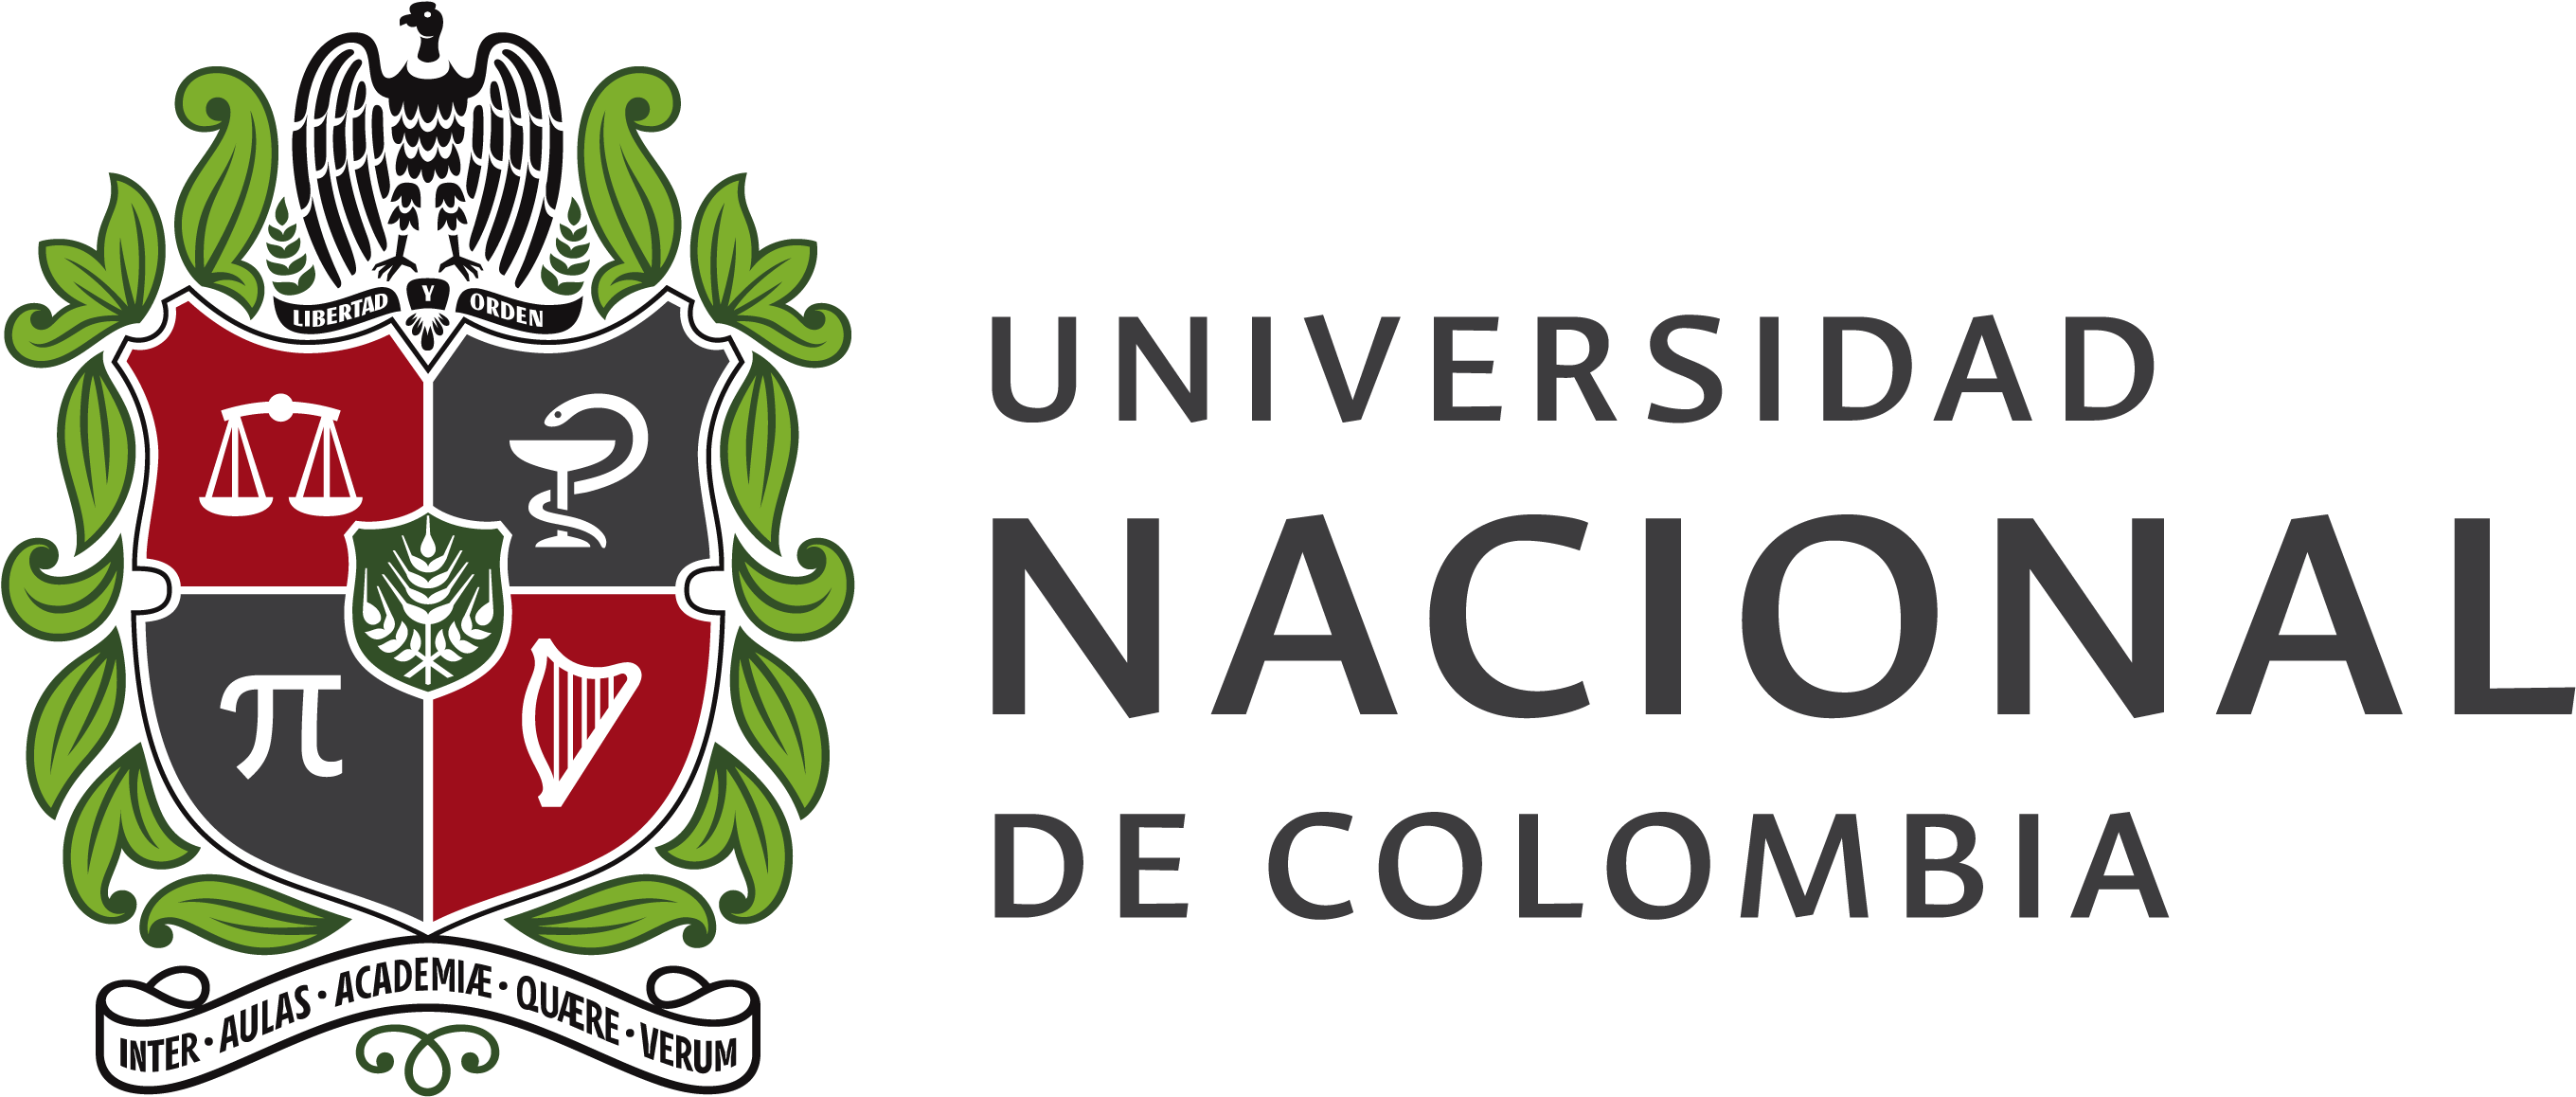 LIBERTAD Y ORDEN
INTER · AULAS · ACADEMIÆ · QUÆRE · VERUM
UNIVERSIDAD
NACIONAL
DE COLOMBIA
π